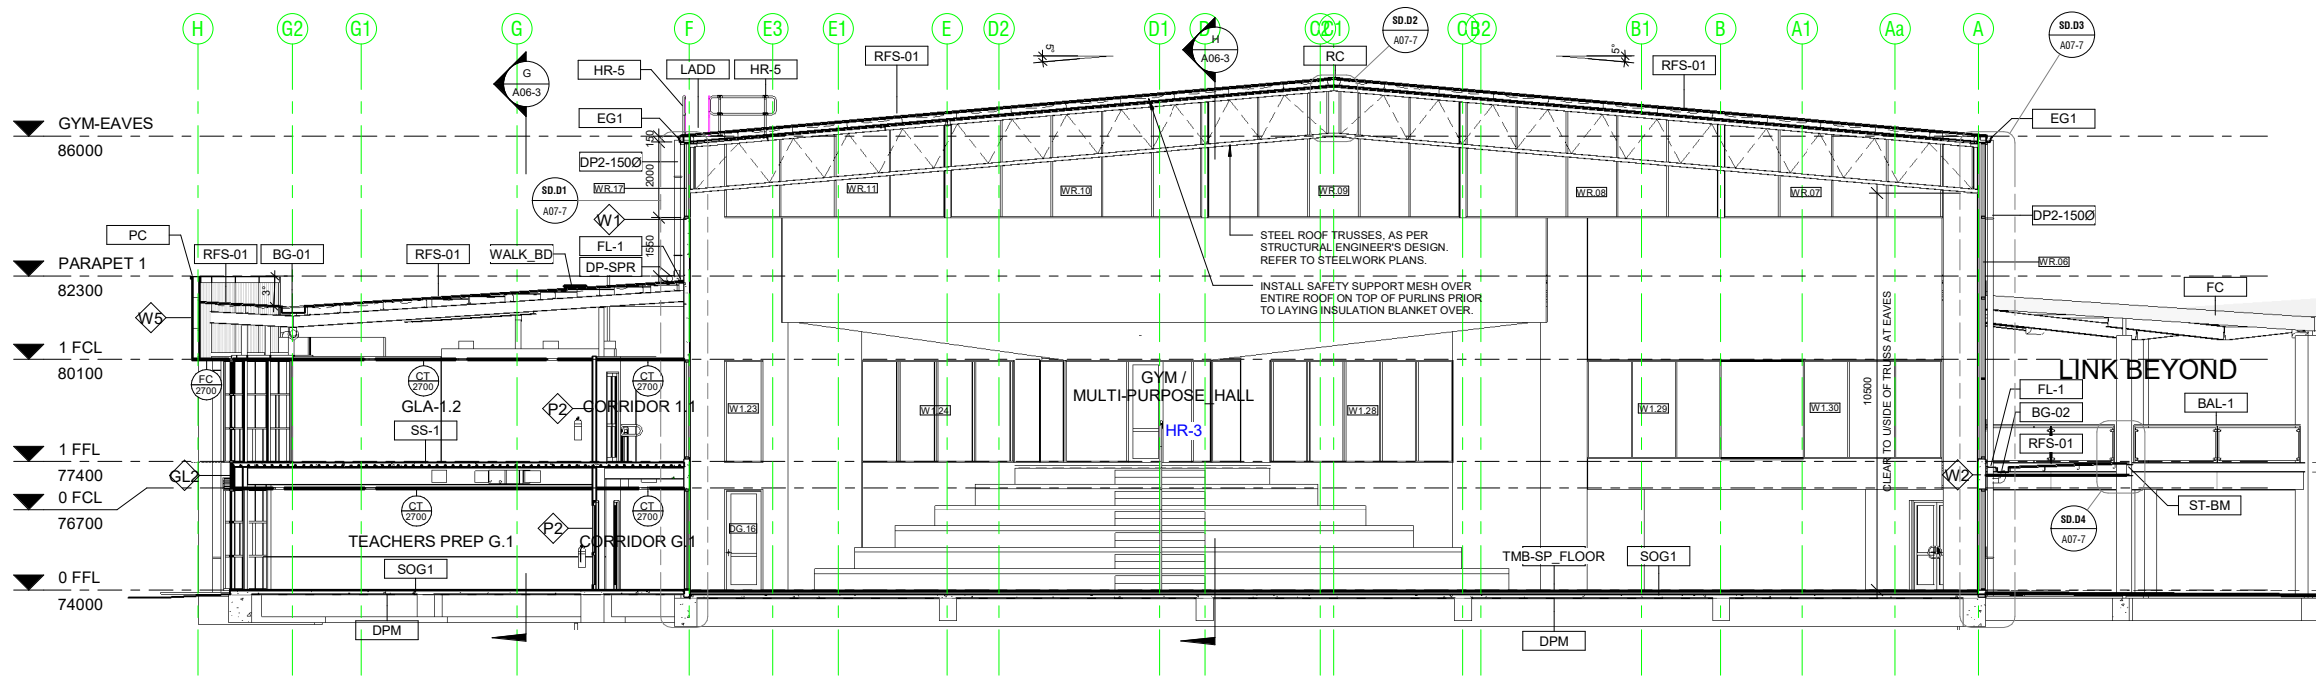 H G2 G1 G F E3 E1 E D2 D1 D C2 C1 C B2 B1 B A1 Aa A
SD.D2
A07-7
SD.D3
A07-7
G
A06-3
H
A06-3
HR-5
LADD
HR-5
RFS-01
5°
RC
5°
RFS-01
GYM-EAVES
86000
EG1
150
EG1
DP2-150Ø
2000
SD.D1
A07-7
WR.17
WR.11
WR.10
WR.09
WR.08
WR.07
W1
DP2-150Ø
PC
RFS-01
BG-01
RFS-01
WALK_BD
FL-1
1550
DP-SPR
STEEL ROOF TRUSSES, AS PER
STRUCTURAL ENGINEER'S DESIGN.
REFER TO STEELWORK PLANS.
WR.06
PARAPET 1
82300
3°
INSTALL SAFETY SUPPORT MESH OVER
ENTIRE ROOF ON TOP OF PURLINS PRIOR
TO LAYING INSULATION BLANKET OVER.
FC
W5
1 FCL
80100
FC
2700
CT
2700
CT
2700
GLA-1.2
P2
CORRIDOR 1.1
SS-1
W1.23
W1.24
GYM /
MULTI-PURPOSE_HALL
HR-3
W1.28
W1.29
W1.30
10500
CLEAR TO U/SIDE OF TRUSS AT EAVES
LINK BEYOND
FL-1
BG-02
BAL-1
RFS-01
1 FFL
77400
GL2
W2
0 FCL
76700
CT
2700
CT
2700
P2
TEACHERS PREP G.1
CORRIDOR G.1
DG.16
ST-BM
SD.D4
A07-7
TMB-SP_FLOOR
SOG1
SOG1
0 FFL
74000
DPM
DPM